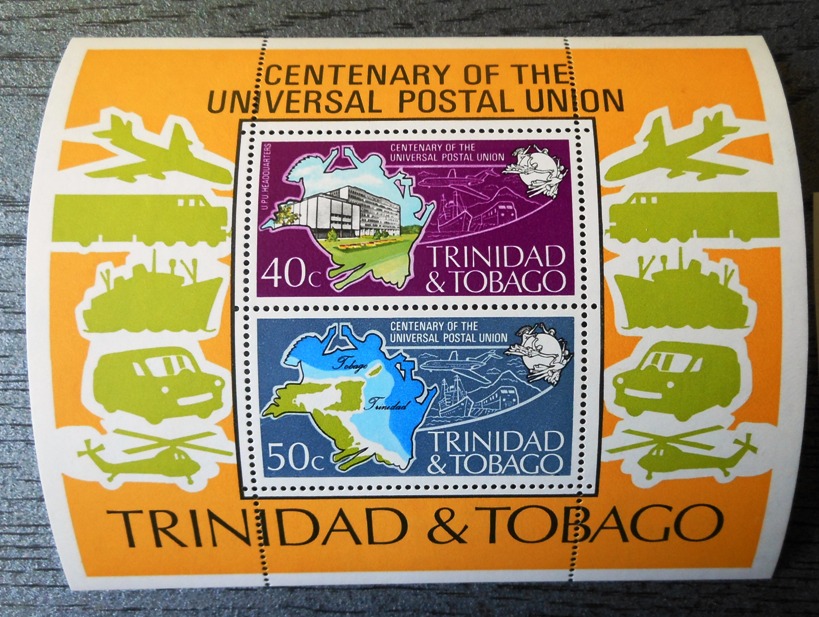 CENTENARY OF THE
UNIVERSAL POSTAL UNION
U.P.U. HEADQUARTERS
CENTENARY OF THE
UNIVERSAL POSTAL UNION
40c
TRINIDAD
& TOBAGO
CENTENARY OF THE
UNIVERSAL POSTAL UNION
Tobago
Trinidad
50c
TRINIDAD
& TOBAGO
TRINIDAD & TOBAGO